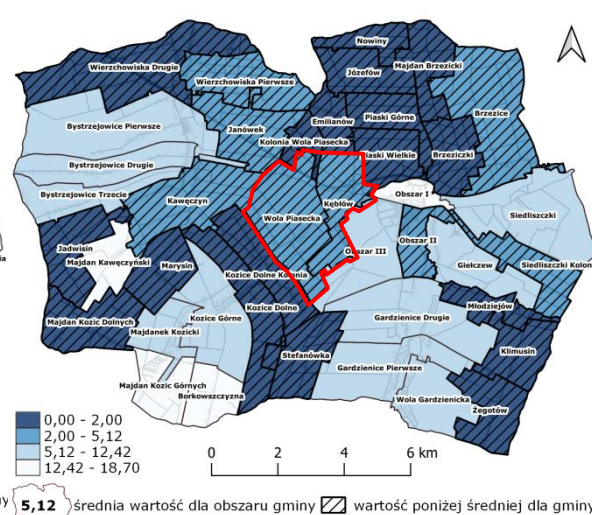 Nowiny
Wierzchowiska Drugie
Józefów
Majdan Brzezicki
Wierzchowiska Pierwsze
Brzezice
Bystrzejowice Pierwsze
Janówek
Emilianów
Piaski Górne
Kolonia Wola Piasecka
Piaski Wielkie
Brzeziczki
Bystrzejowice Drugie
Bystrzejowice Trzecie
Kawęczyn
Kębłów
Obszar I
Wola Piasecka
Siedliszczki
Jadwisin
Majdan Kawęczyński
Marysin
Obszar II
Obszar III
Giełczew
Siedliszczki Kolonia
Kozice Dolne Kolonia
Kozice Dolne
Młodziejów
Majdan Kozic Dolnych
Majdanek Kozicki
Kozice Górne
Gardzienice Drugie
Stefanówka
Klimusin
Gardzienice Pierwsze
Majdan Kozic Górnych
Borkowszczyzna
Wola Gardzienicka
Żegotów
0,00 - 2,00
2,00 - 5,12
5,12 - 12,42
12,42 - 18,70
0 2 4 6 km
5,12 średnia wartość dla obszaru gminy wartość poniżej średniej dla gminy